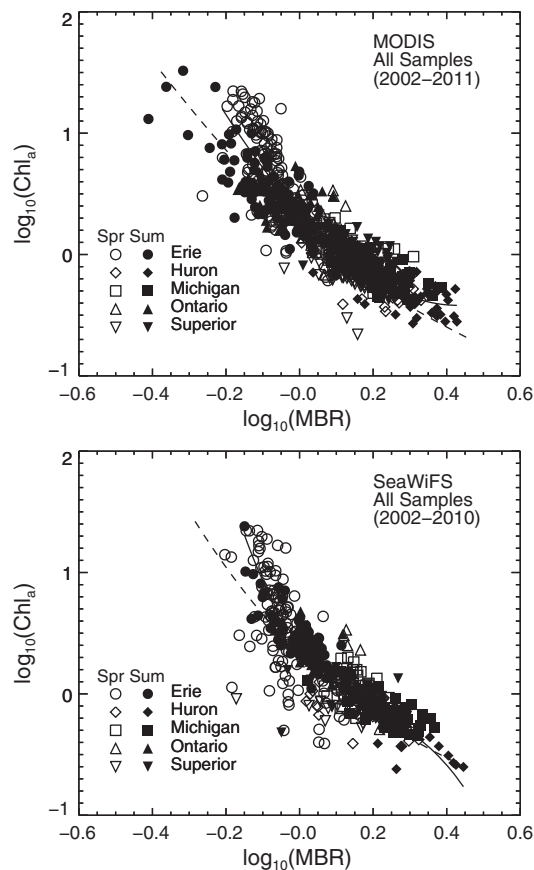 MODIS
All Samples
(2002–2011)
2
1
0
−1
log10(Chla)
Spr Sum
Erie
Huron
Michigan
Ontario
Superior
−0.6 −0.4 −0.2 −0.0 0.2 0.4 0.6
log10(MBR)
SeaWiFS
All Samples
(2002–2010)
2
1
0
−1
log10(Chla)
Spr Sum
Erie
Huron
Michigan
Ontario
Superior
−0.6 −0.4 −0.2 −0.0 0.2 0.4 0.6
log10(MBR)